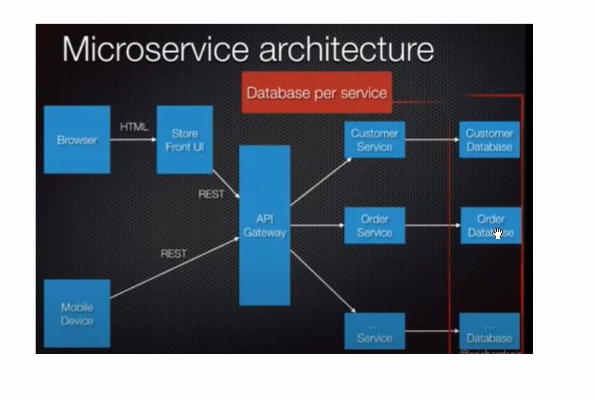 Microservice architecture
Database per service
Browser
HTML
Store
Front UI
REST
API
Gateway
REST
Mobile
Device
Customer
Service
Customer
Database
Order
Service
Order
Database
...
Service
...
Database